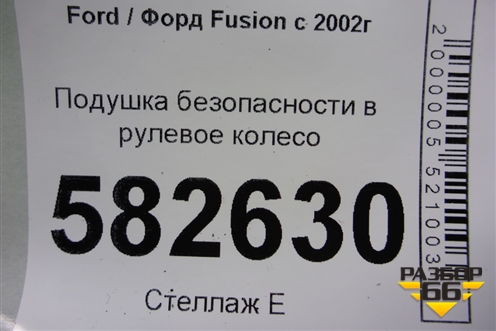 Ford / Форд Fusion с 2002г
Подушка безопасности в
рулевое колесо
582630
Стеллаж Е
2000005521003
РАЗБОР
66